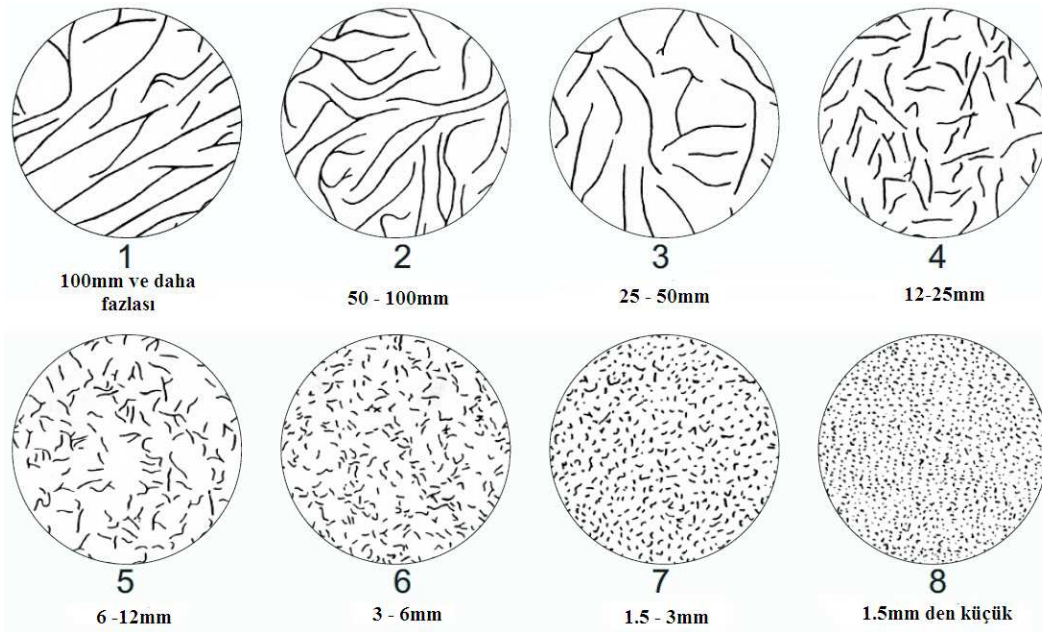 1
100mm ve daha
fazlası
2
50 - 100mm
3
25 - 50mm
4
12-25mm
5
6 -12mm
6
3 - 6mm
7
1.5 - 3mm
8
1.5mm den küçük